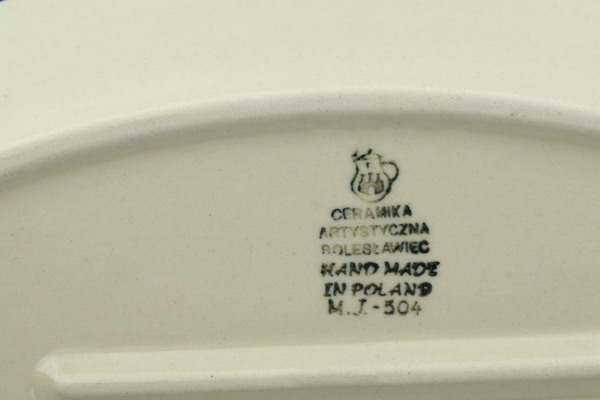 CERAMIKA
ARTYSTYCZNA
BOLESŁAWIEC
HAND MADE
IN POLAND
M.J.-304